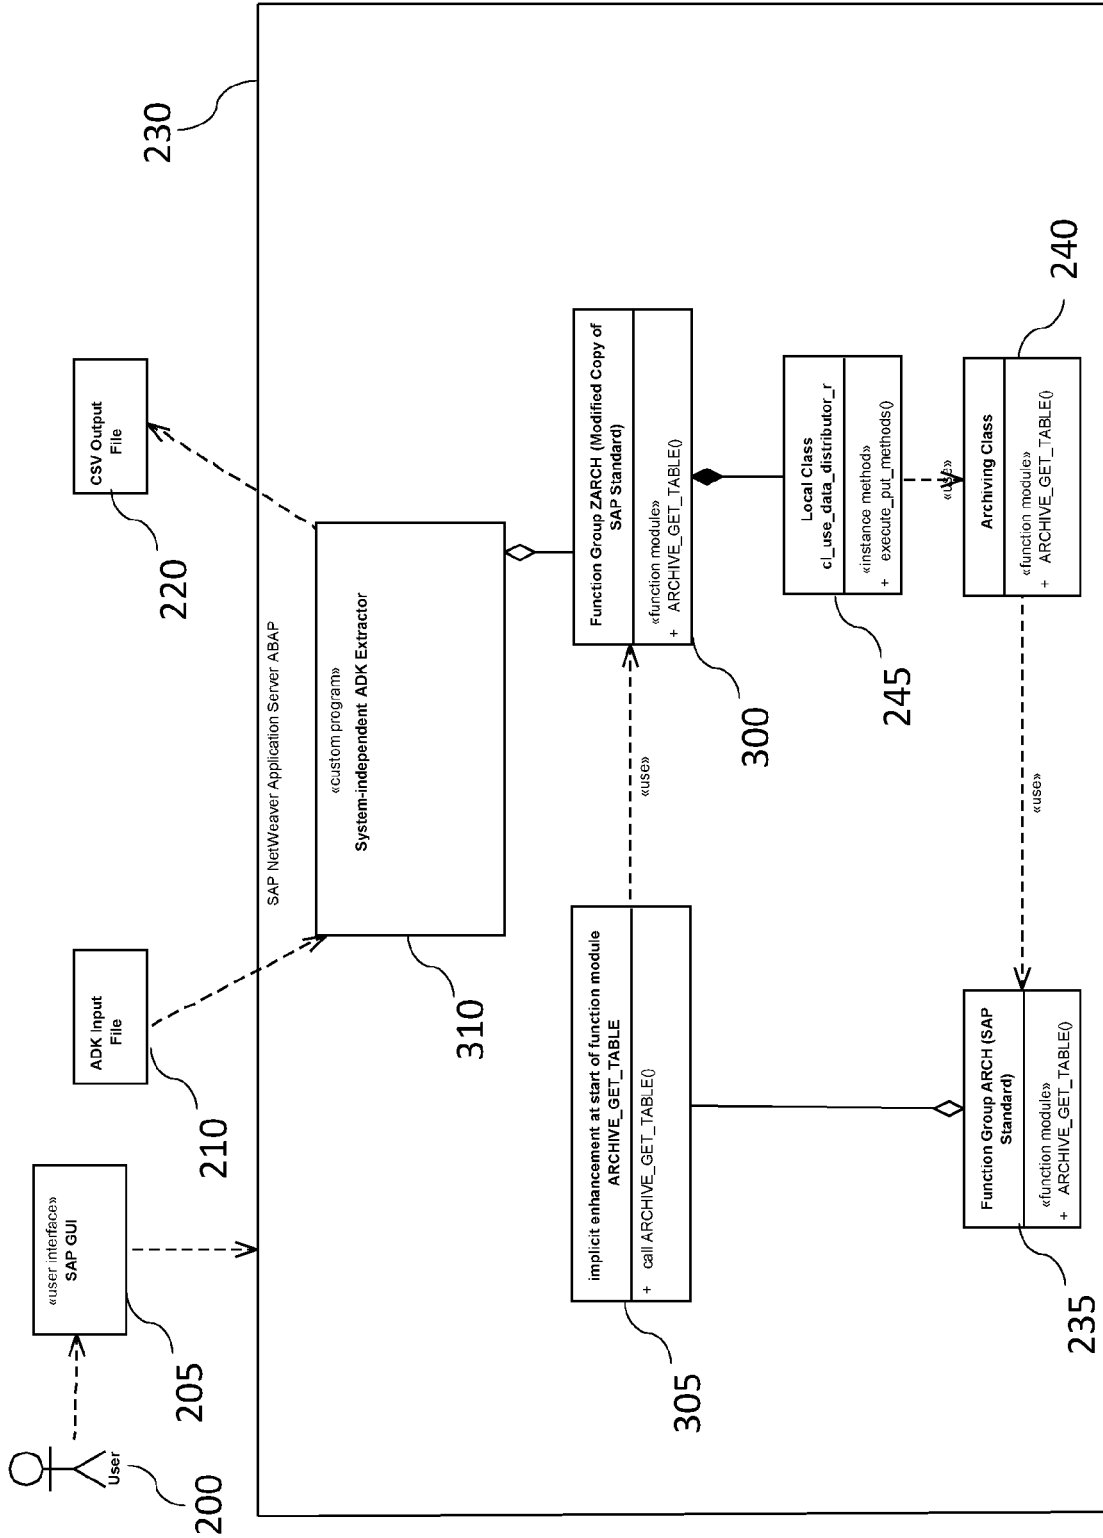 User
200
«user interface»
SAP GUI
205
ADK Input
File
210
CSV Output
File
220
230
SAP NetWeaver Application Server ABAP
«custom program»
System-independent ADK Extractor
310
implicit enhancement at start of function module
ARCHIVE_GET_TABLE
+ call ARCHIVE_GET_TABLE()
305
«use»
Function Group ZARCH (Modified Copy of
SAP Standard)
«function module»
+ ARCHIVE_GET_TABLE()
300
Local Class
cl_use_data_distributor_r
«instance method»
+ execute_put_methods()
245
«use»
Function Group ARCH (SAP
Standard)
«function module»
+ ARCHIVE_GET_TABLE()
235
«use»
Archiving Class
«function module»
+ ARCHIVE_GET_TABLE()
240